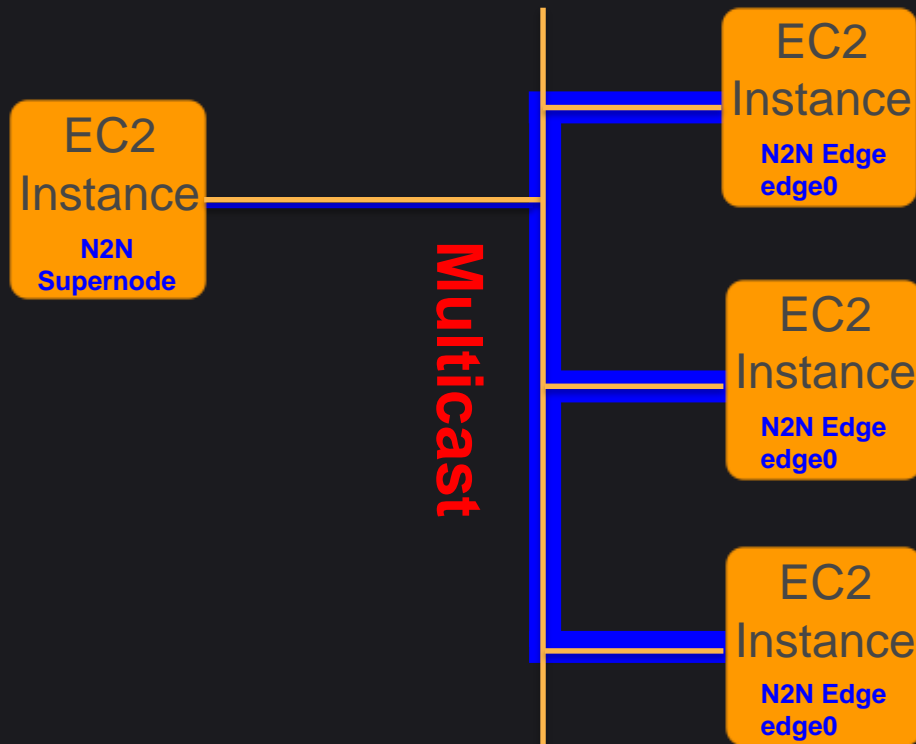 EC2
Instance
N2N
Supernode
Multicast
EC2
Instance
N2N Edge
edge0
EC2
Instance
N2N Edge
edge0
EC2
Instance
N2N Edge
edge0